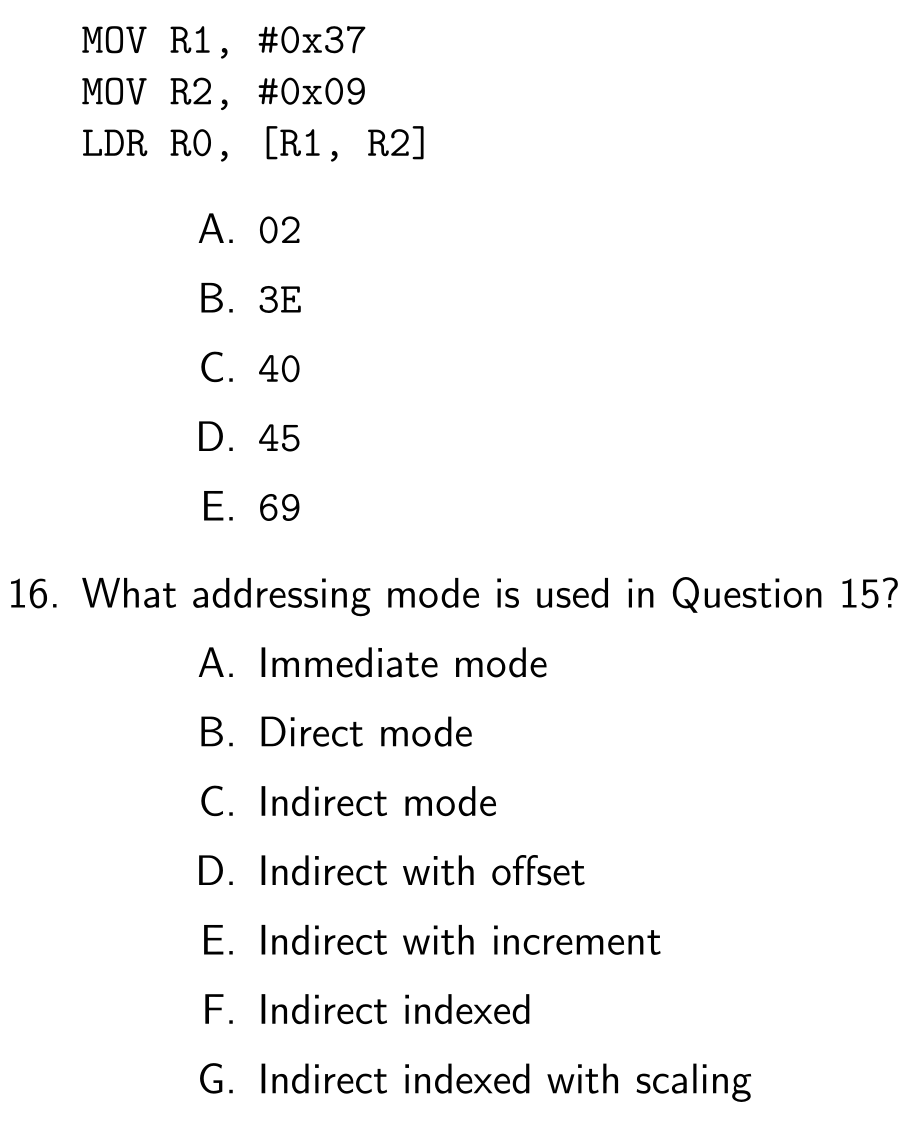 MOV R1, #0x37
MOV R2, #0x09
LDR R0, [R1, R2]
A. 02
B. 3E
C. 40
D. 45
E. 69
16. What addressing mode is used in Question 15?
A. Immediate mode
B. Direct mode
C. Indirect mode
D. Indirect with offset
E. Indirect with increment
F. Indirect indexed
G. Indirect indexed with scaling